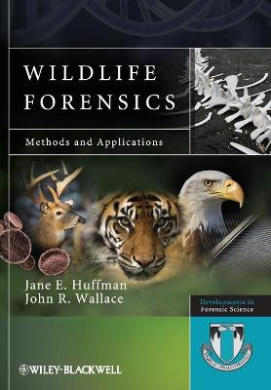 WILDLIFE
FORENSICS
Methods and Applications
Jane E. Huffman
John R. Wallace
Developments in
Forensic Science
WILEY-BLACKWELL